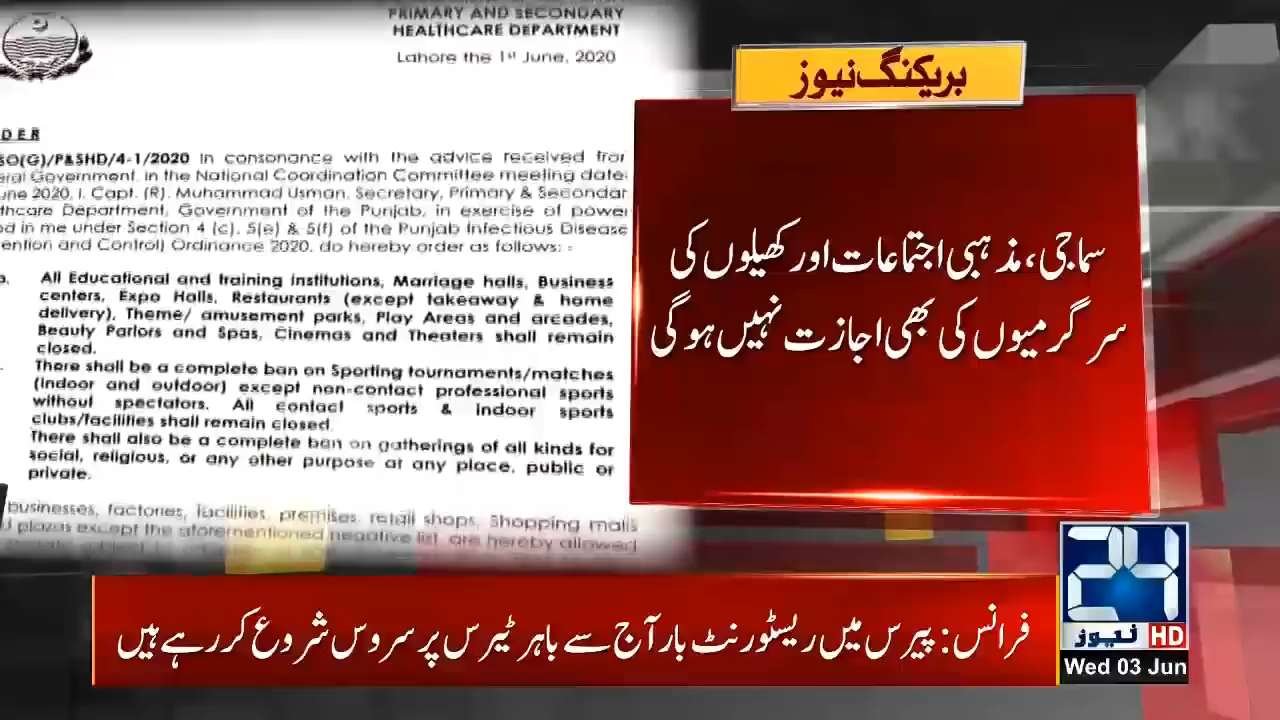 PRIMARY AND SECONDARY
HEALTHCARE DEPARTMENT
Lahore the 1st June, 2020
DER
SO(G)/P&SHD/4-1/2020 In consonance with the advice received
Government, in the National Coordination Committee meeting
2020, I, Capt. (R). Muhammad Usman, Secretary, Primary &
Department, Government of the Punjab, in exercise of
in me under Section 4 (c), 5(e) & 5(f) of the Punjab Infectious Disease
and Control) Ordinance 2020, do hereby order as follows: -
All Educational and training institutions, Marriage halls, Business
centers, Expo Halls, Restaurants (except takeaway & home
delivery), Theme/ amusement parks, Play Areas and arcades,
Beauty Parlors and Spas, Cinemas and Theaters shall remain
closed.
There shall be a complete ban on Sporting tournaments/matches
(indoor and outdoor) except non-contact professional sports
without spectators. All contact sports & indoor sports
clubs/facilities shall remain closed.
There shall also be a complete ban on gatherings of all kinds for
social, religious, or any other purpose at any place, public or
private.
businesses, factories, facilities, premises, retail shops, Shopping malls
plazas except the aforementioned negative list, are hereby allowed
بریکنگ نیوز
سماجی، مذہبی اجتماعات اور کھیلوں کی
سرگرمیوں کی بھی اجازت نہیں ہوگی
فرانس: پیرس میں ریسٹورنٹ بار آج سے باہر ٹیرس پر سروس شروع کر رہے ہیں
24
نیوز HD
Wed 03 Jun